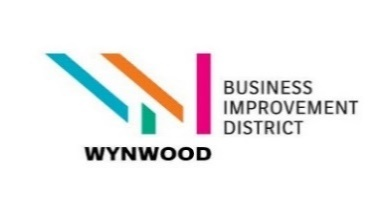 BUSINESS
IMPROVEMENT
DISTRICT
WYNWOOD